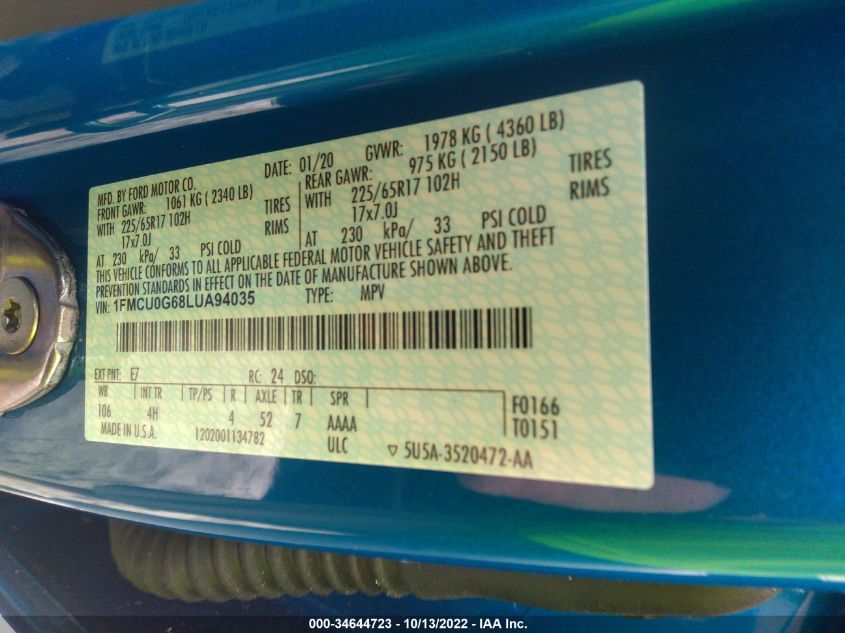 MFD. BY FORD MOTOR CO.
DATE: 01/20 GVWR: 1978 KG ( 4360 LB)
FRONT GAWR: 1061 KG ( 2340 LB)
REAR GAWR: 975 KG ( 2150 LB)
WITH 225/65R17 102H TIRES
WITH 225/65R17 102H TIRES
17x7.0J RIMS
17x7.0J RIMS
AT 230 kPa/ 33 PSI COLD
AT 230 kPa/ 33 PSI COLD
THIS VEHICLE CONFORMS TO ALL APPLICABLE FEDERAL MOTOR VEHICLE SAFETY AND THEFT
PREVENTION STANDARDS IN EFFECT ON THE DATE OF MANUFACTURE SHOWN ABOVE.
VIN: 1FMCU0G68LUA94035 TYPE: MPV
EXT PNT: E7 RC: 24 DSO:
WB INT TR TP/PS R AXLE TR SPR
106 4H 4 52 7 AAAA F0166
MADE IN U.S.A. 1202001134782 ULC T0151
5U5A-3520472-AA
000-34644723 - 10/13/2022 - IAA Inc.